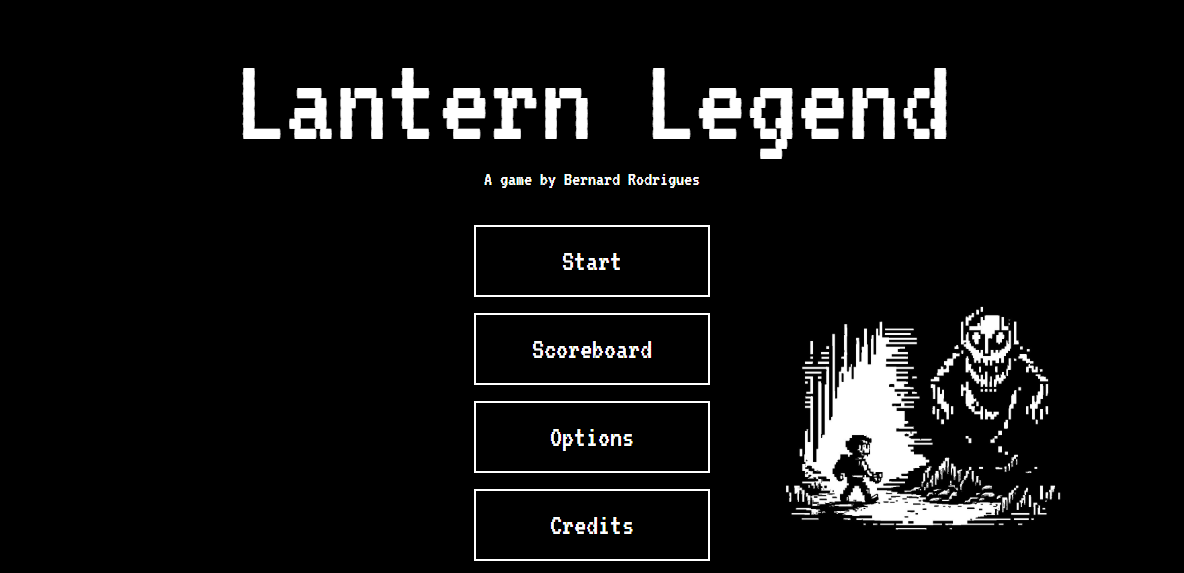 Lantern Legend
A game by Bernard Rodrigues
Start
Scoreboard
Options
Credits